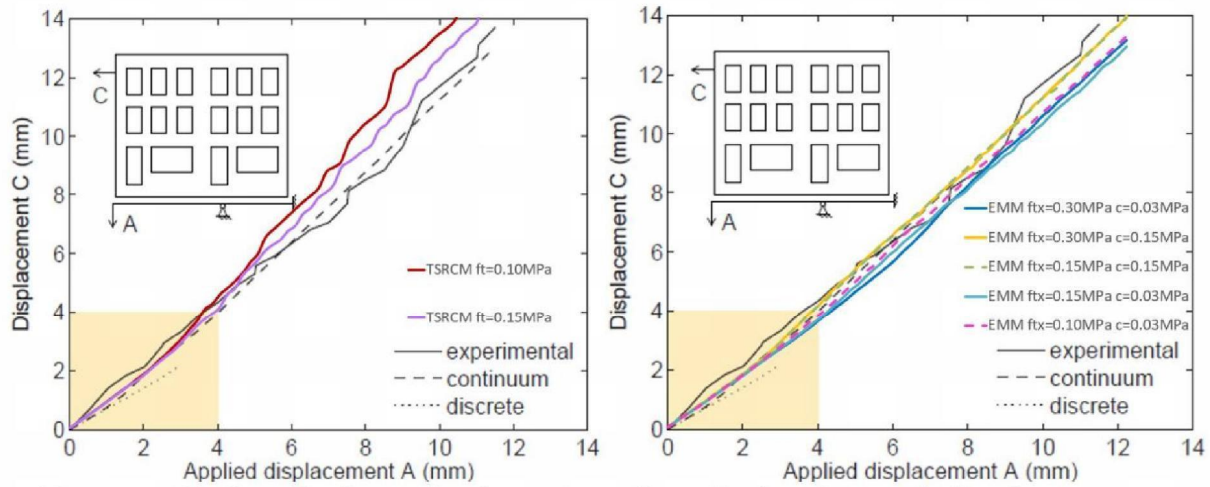 14
12
10
8
6
4
2
0
Displacement C (mm)
C
A
TSRCM ft=0.10MPa
TSRCM ft=0.15MPa
experimental
continuum
discrete
0 2 4 6 8 10 12 14
Applied displacement A (mm)
14
12
10
8
6
4
2
0
Displacement C (mm)
C
A
EMM ftx=0.30MPa c=0.03MPa
EMM ftx=0.30MPa c=0.15MPa
EMM ftx=0.15MPa c=0.15MPa
EMM ftx=0.15MPa c=0.03MPa
EMM ftx=0.10MPa c=0.03MPa
experimental
continuum
discrete
0 2 4 6 8 10 12 14
Applied displacement A (mm)